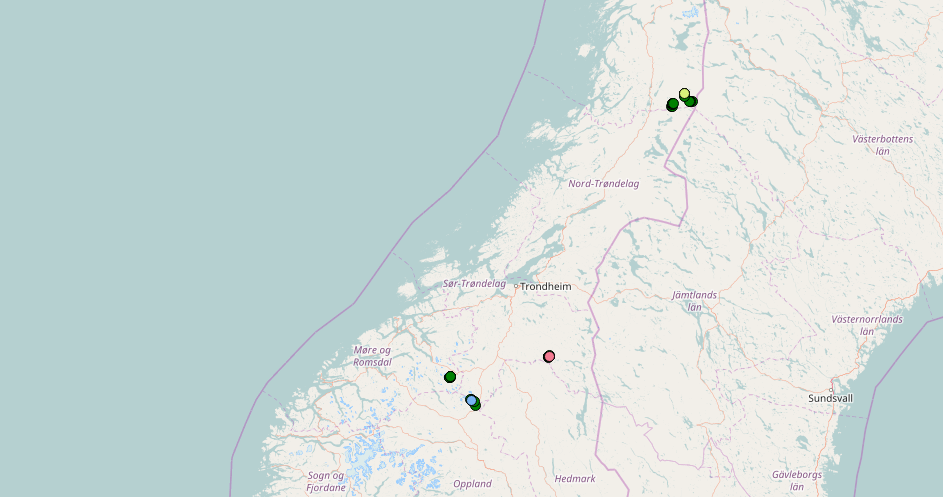 Västerbottens
län
Nord-Trøndelag
Sør-Trøndelag
Trondheim
Jämtlands
län
Västernorrlands
län
Møre og
Romsdal
Sundsvall
Sogn og
Fjordane
Oppland
Hedmark
Gävleborgs
län